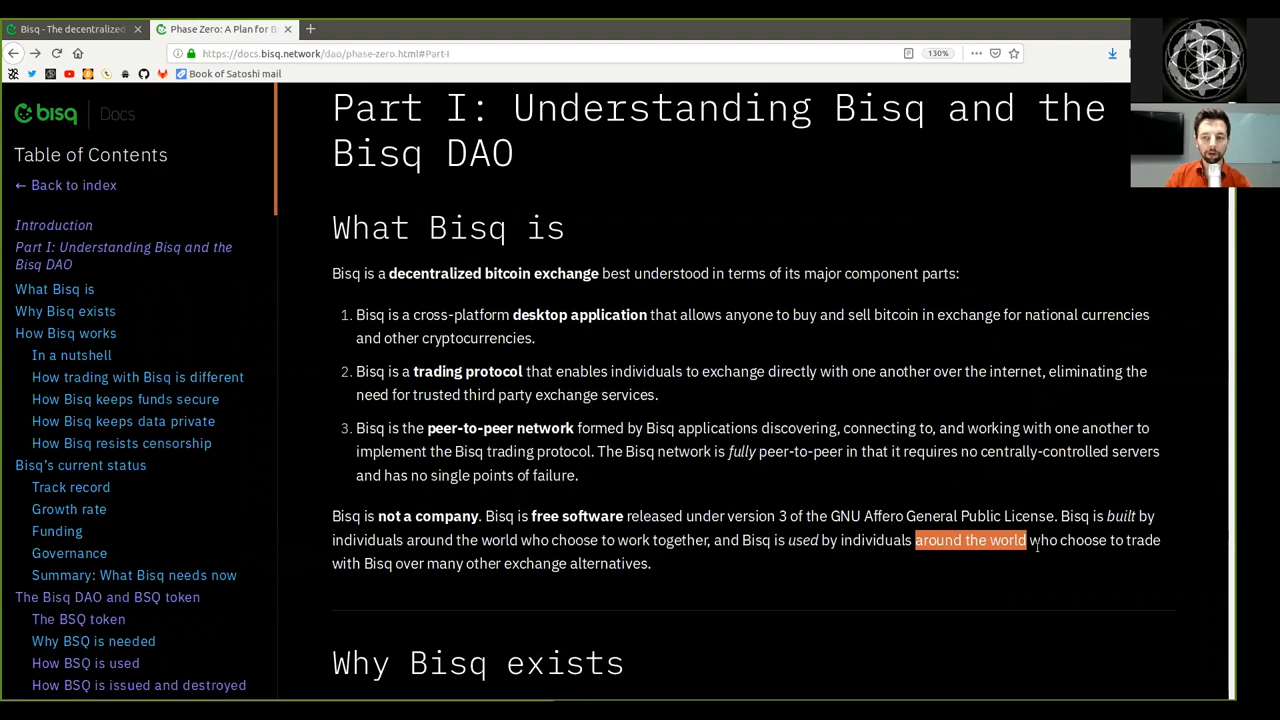 Bisq - The decentralized
Phase Zero: A Plan for B
https://docs.bisq.network/dao/phase-zero.html#Part-I
130%
Book of Satoshi mail
bisq Docs
Table of Contents
← Back to index
Introduction
Part I: Understanding Bisq and the
Bisq DAO
What Bisq is
Why Bisq exists
How Bisq works
In a nutshell
How trading with Bisq is different
How Bisq keeps funds secure
How Bisq keeps data private
How Bisq resists censorship
Bisq's current status
Track record
Growth rate
Funding
Governance
Summary: What Bisq needs now
The Bisq DAO and BSQ token
The BSQ token
Why BSQ is needed
How BSQ is used
How BSQ is issued and destroyed
Part I: Understanding Bisq and the
Bisq DAO
What Bisq is
Bisq is a decentralized bitcoin exchange best understood in terms of its major component parts:
1. Bisq is a cross-platform desktop application that allows anyone to buy and sell bitcoin in exchange for national currencies
and other cryptocurrencies.
2. Bisq is a trading protocol that enables individuals to exchange directly with one another over the internet, eliminating the
need for trusted third party exchange services.
3. Bisq is the peer-to-peer network formed by Bisq applications discovering, connecting to, and working with one another to
implement the Bisq trading protocol. The Bisq network is fully peer-to-peer in that it requires no centrally-controlled servers
and has no single points of failure.
Bisq is not a company. Bisq is free software released under version 3 of the GNU Affero General Public License. Bisq is built by
individuals around the world who choose to work together, and Bisq is used by individuals around the world who choose to trade
with Bisq over many other exchange alternatives.
Why Bisq exists